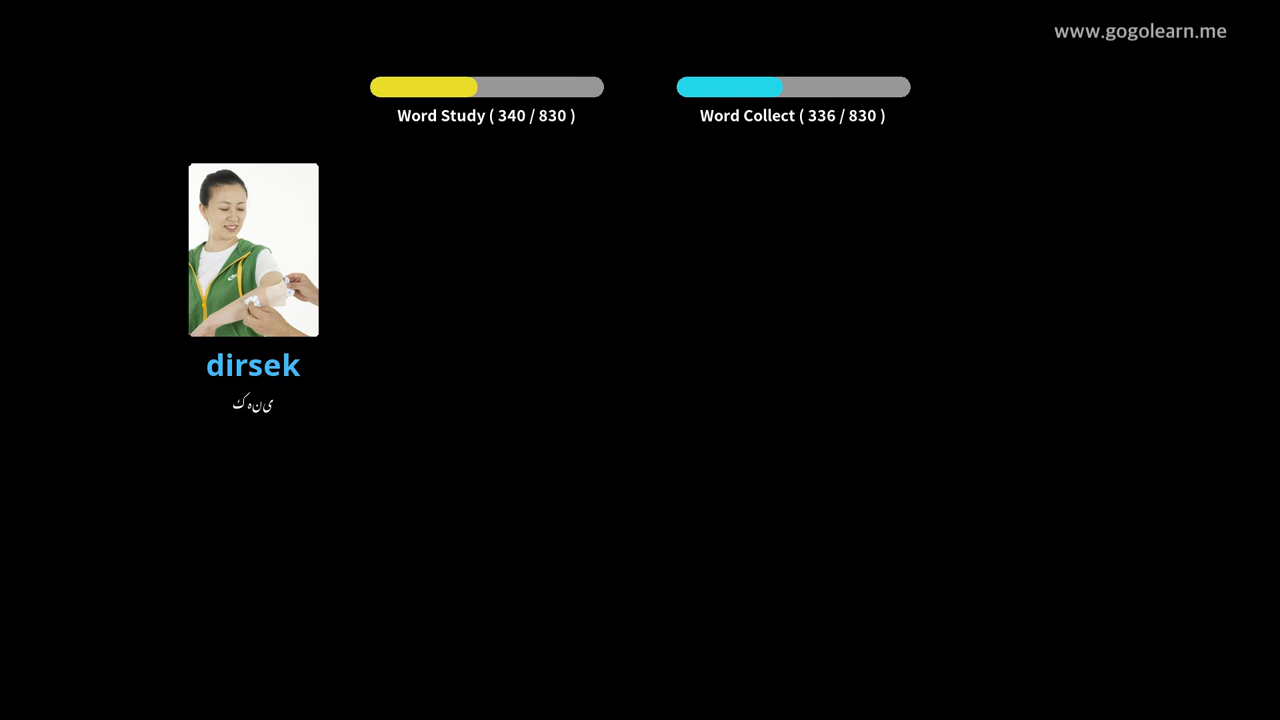 www.gogolearn.me
Word Study ( 340 / 830 )
Word Collect ( 336 / 830 )
dirsek
کہنی